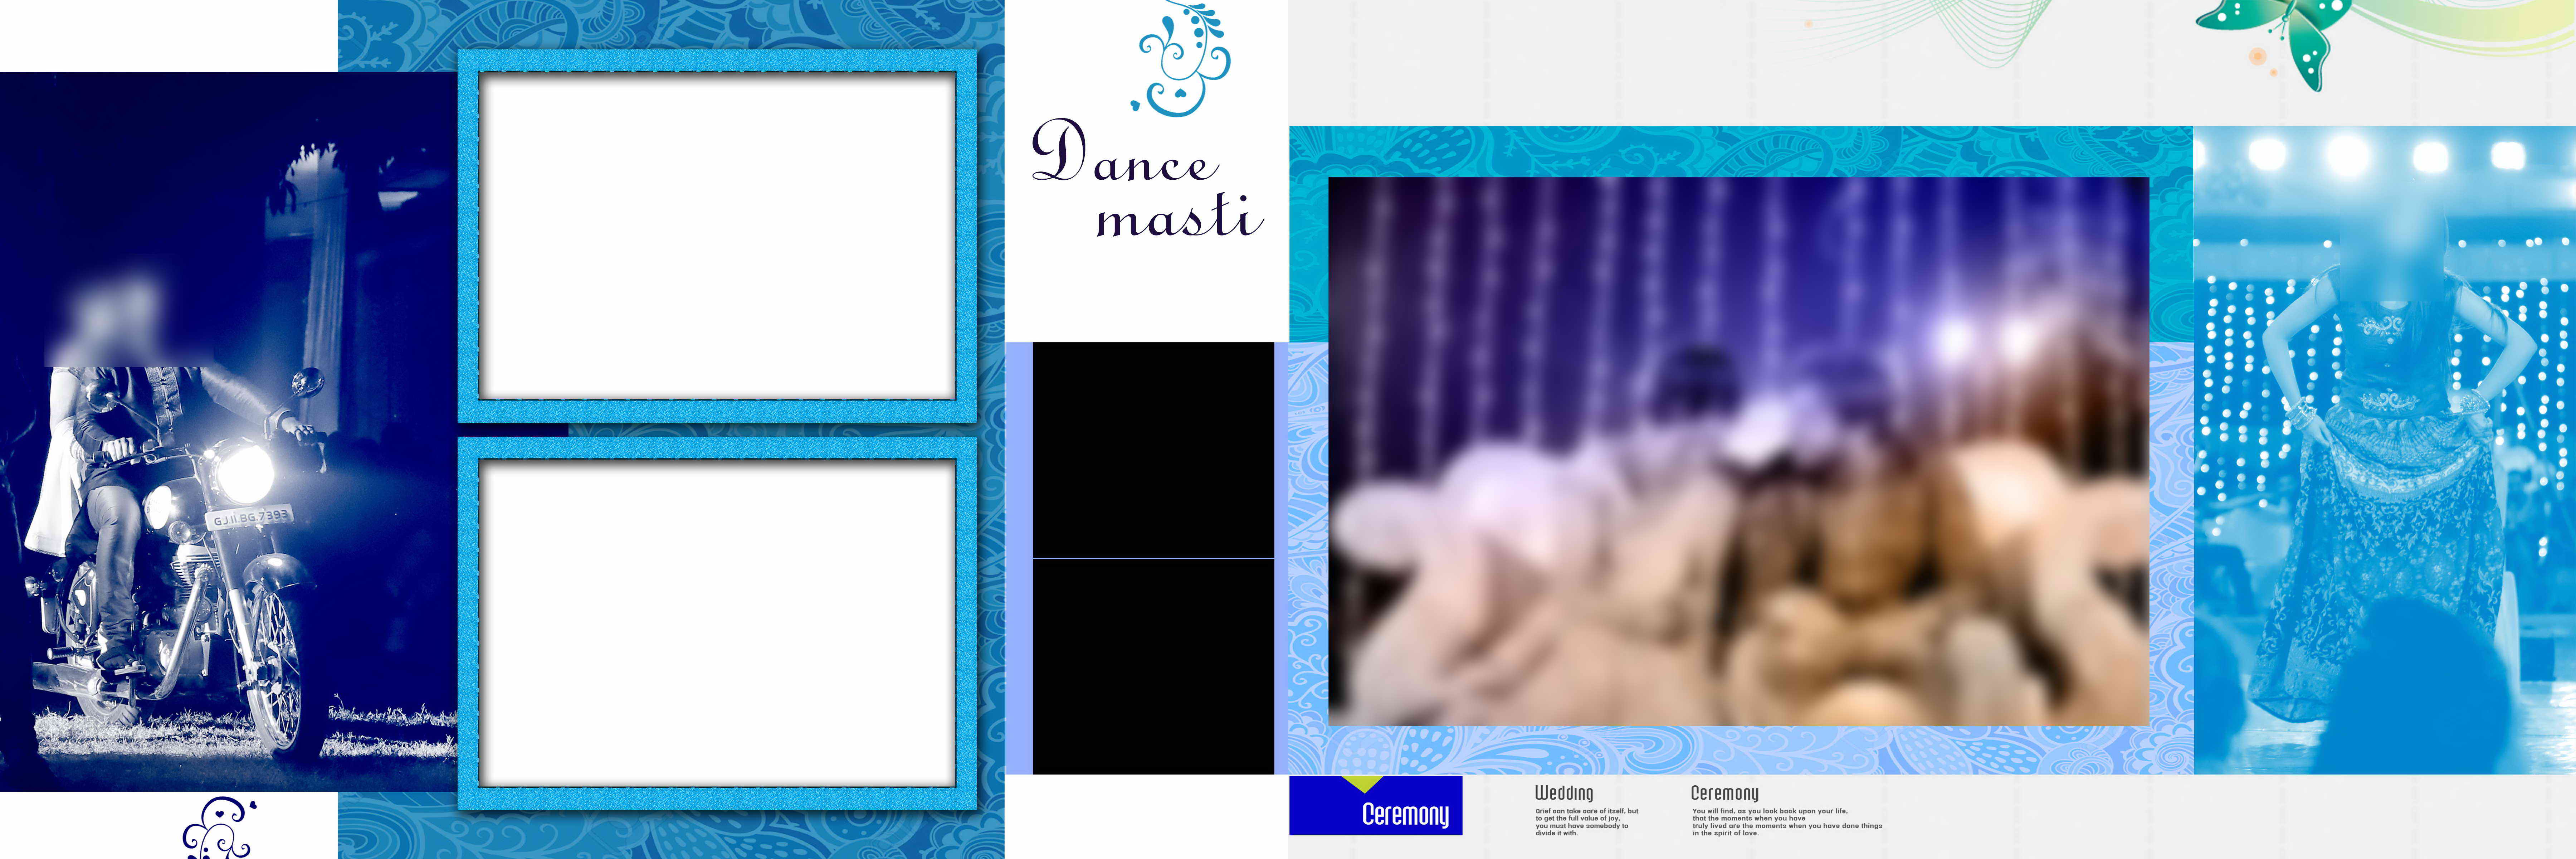 Dance
masti
GJ11.BG.7393
Ceremony
Wedding
Grief can take care of itself, but
to get the full value of joy,
you must have somebody to
divide it with.
Ceremony
You will find, as you look back upon your life,
that the moments when you have
truly lived are the moments when you have done things
in the spirit of love.